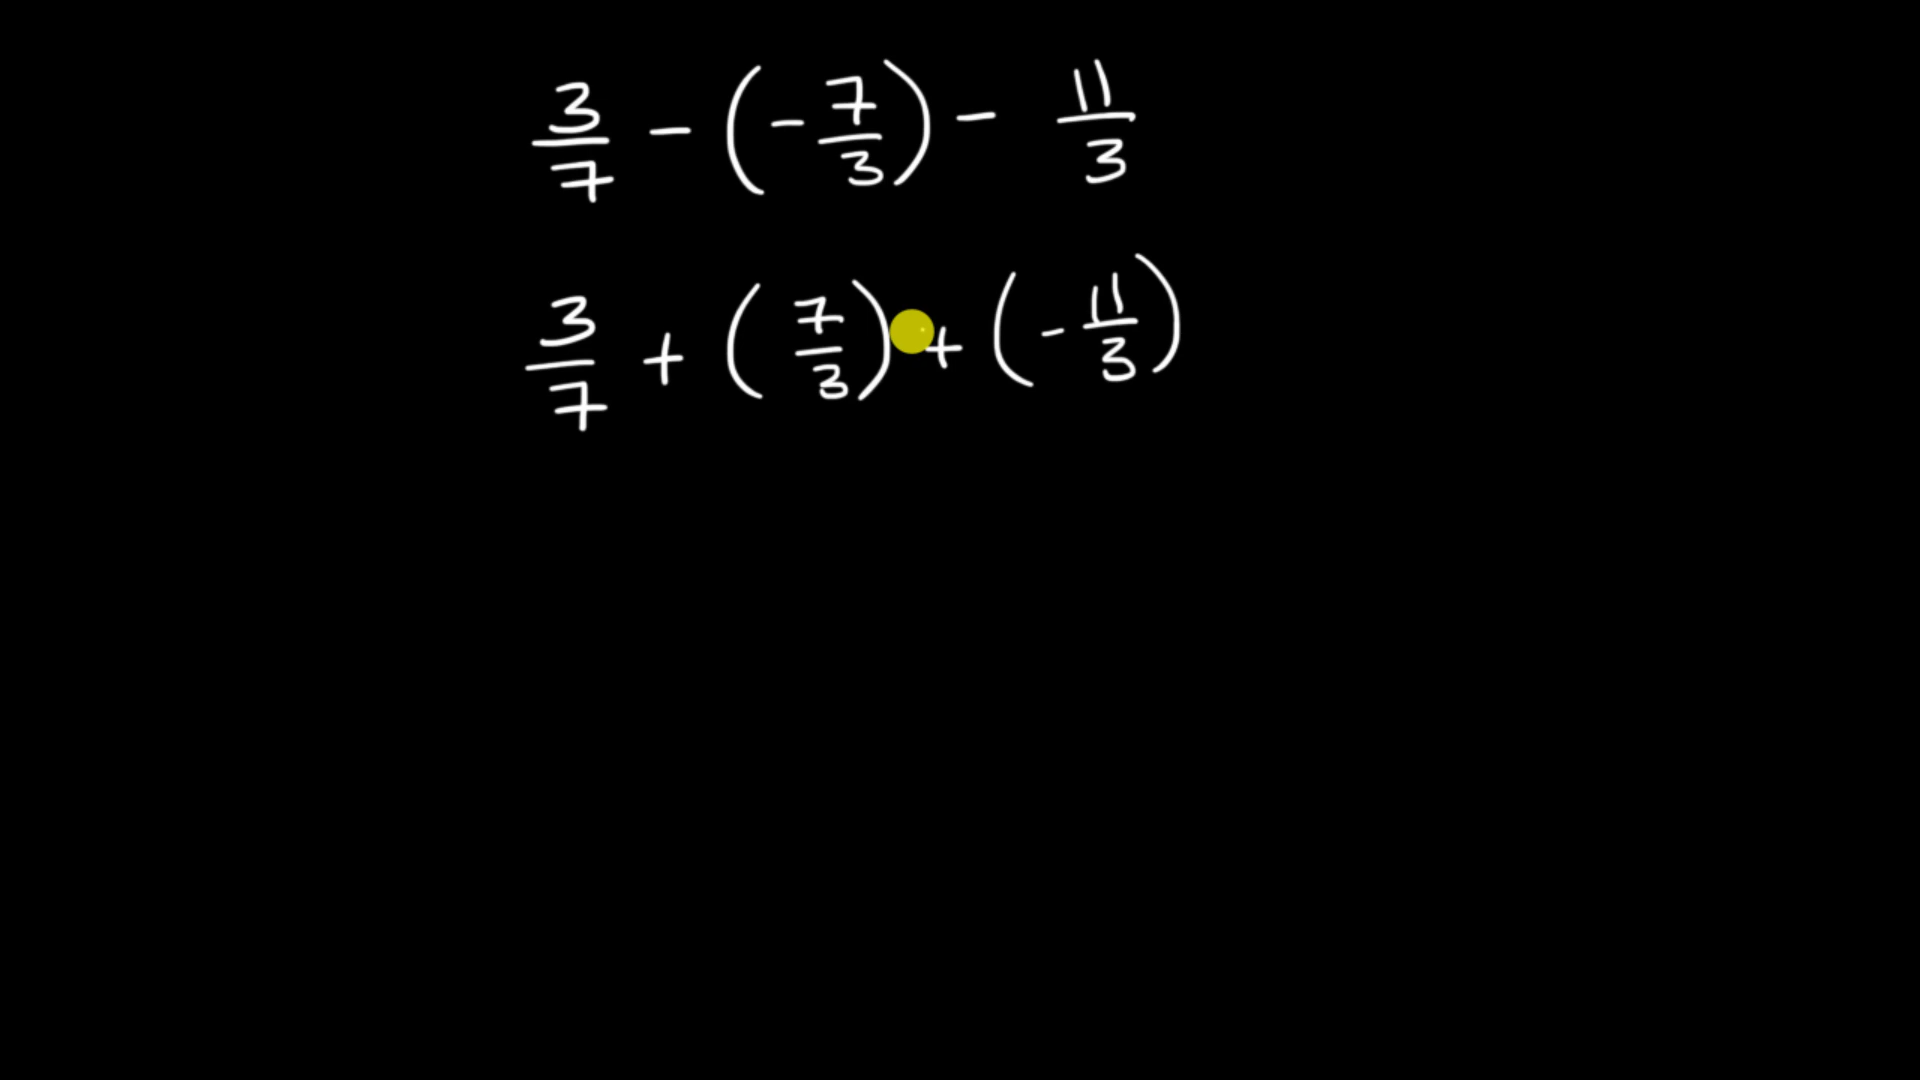 3/7 - (-7/3) - 11/3
3/7 + (7/3) + (-11/3)